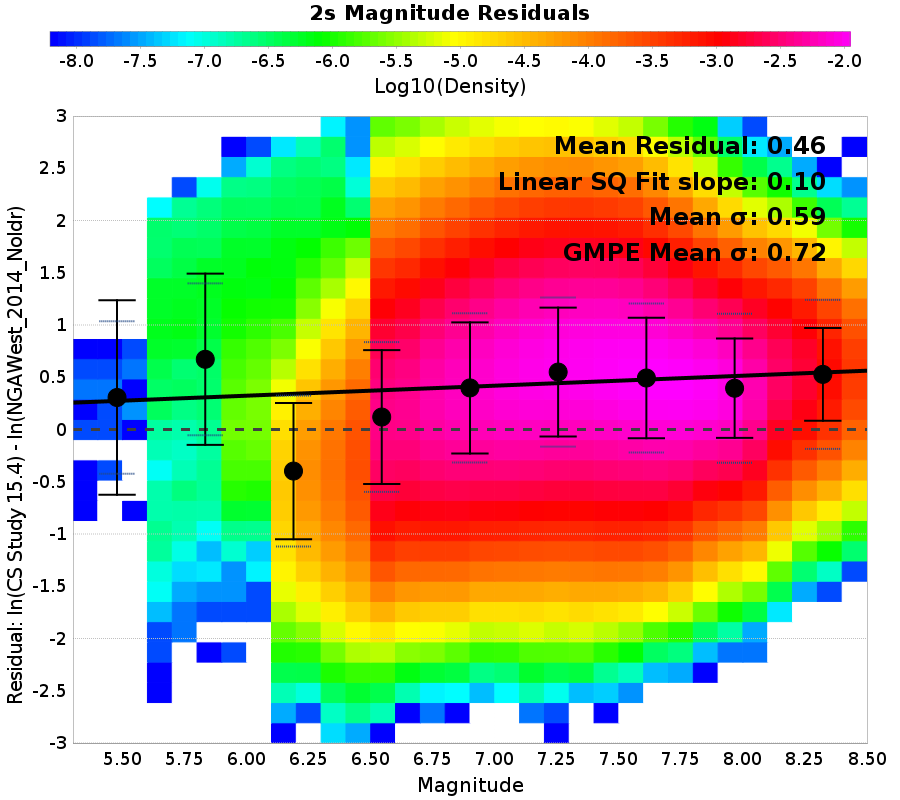 2s Magnitude Residuals
-8.0 -7.5 -7.0 -6.5 -6.0 -5.5 -5.0 -4.5 -4.0 -3.5 -3.0 -2.5 -2.0
Log10(Density)
Mean Residual: 0.46
Linear SQ Fit slope: 0.10
Mean σ: 0.59
GMPE Mean σ: 0.72
Residual: ln(CS Study 15.4) - ln(NGAWest_2014_NoIdr)
3
2.5
2
1.5
1
0.5
0
-0.5
-1
-1.5
-2
-2.5
-3
5.50 5.75 6.00 6.25 6.50 6.75 7.00 7.25 7.50 7.75 8.00 8.25 8.50
Magnitude